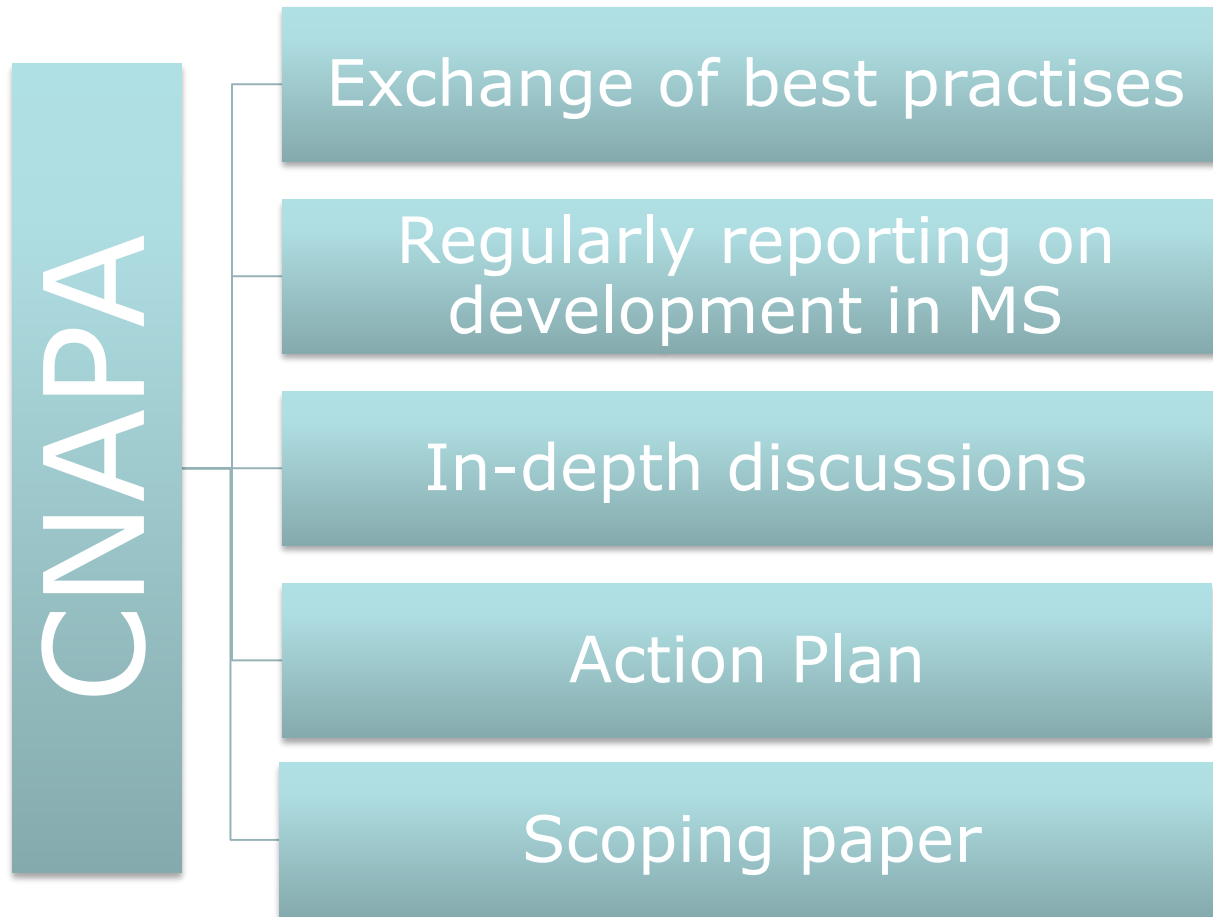 CNAPA
Exchange of best practises
Regularly reporting on
development in MS
In-depth discussions
Action Plan
Scoping paper